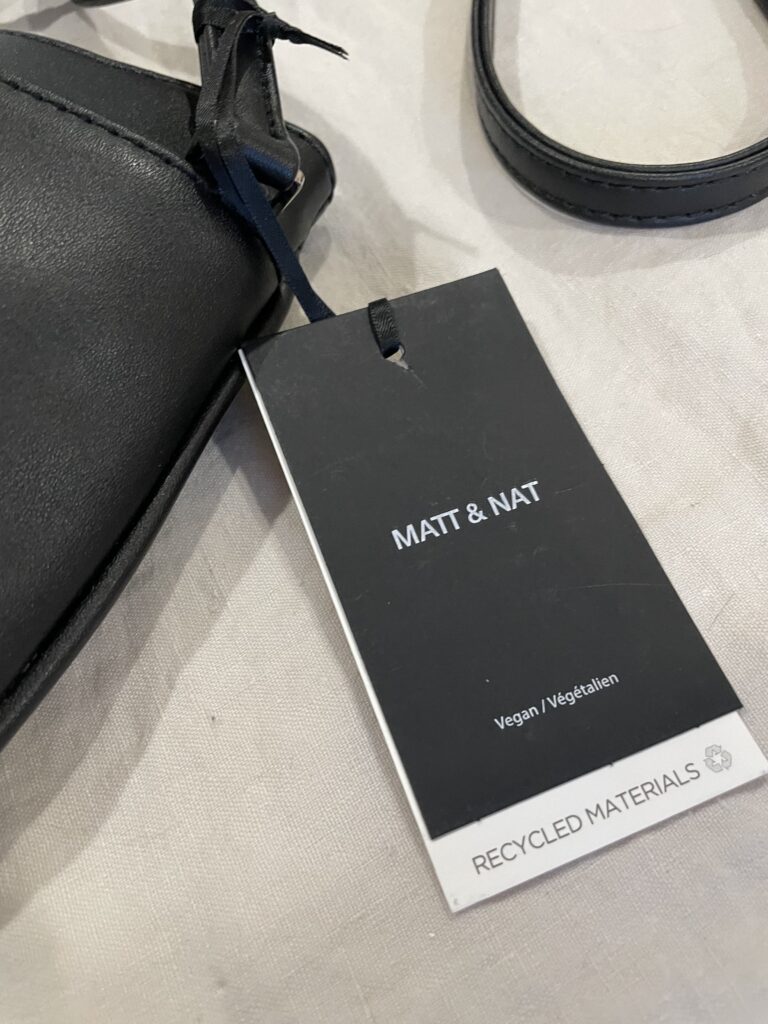 MATT & NAT
Vegan / Végétalien
RECYCLED MATERIALS